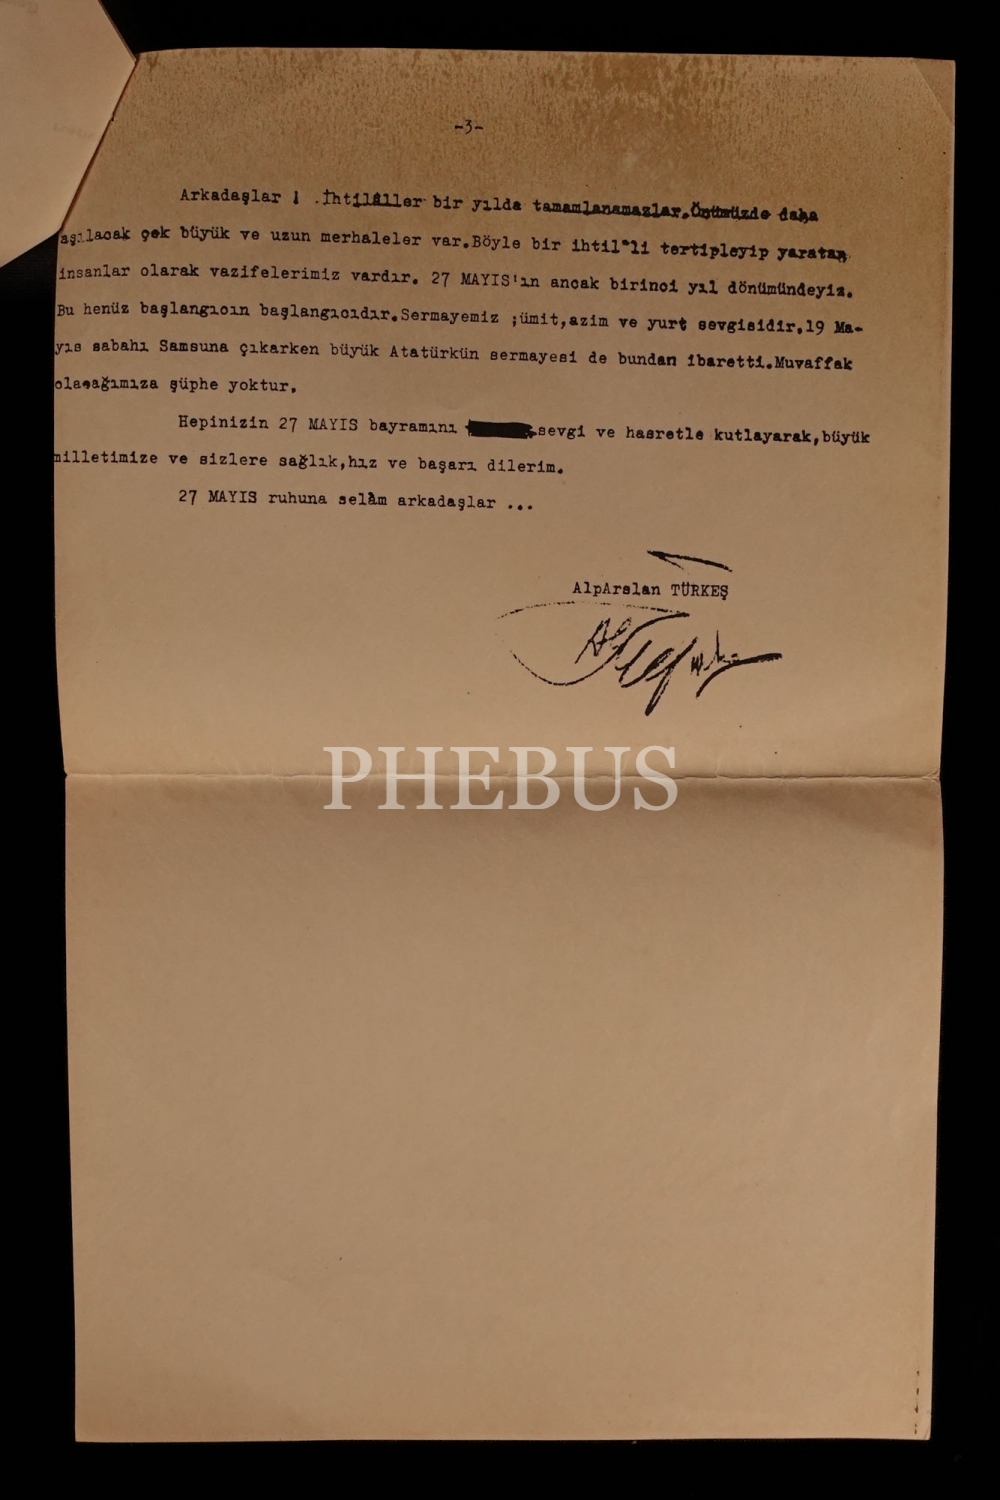 -3-
Arkadaşlar ! .İhtilâller bir yılda tamamlanamazlar.Önümüzde daha
aşılacak çok büyük ve uzun merhaleler var.Böyle bir ihtilâli tertipleyip yaratan
insanlar olarak vazifelerimiz vardır. 27 MAYIS'ın ancak birinci yıl dönümündeyiz.
Bu henüz başlangıcın başlangıcıdır.Sermayemiz ;ümit,azim ve yurt sevgisidir.19 Ma-
yıs sabahı Samsuna çıkarken büyük Atatürkün sermayesi de bundan ibaretti.Muvaffak
olacağımıza şüphe yoktur.
Hepinizin 27 MAYIS bayramını sevgi ve hasretle kutlayarak,büyük
milletimize ve sizlere sağlık,hız ve başarı dilerim.
27 MAYIS ruhuna selâm arkadaşlar ...
AlpArslan TÜRKEŞ
PHEBUS